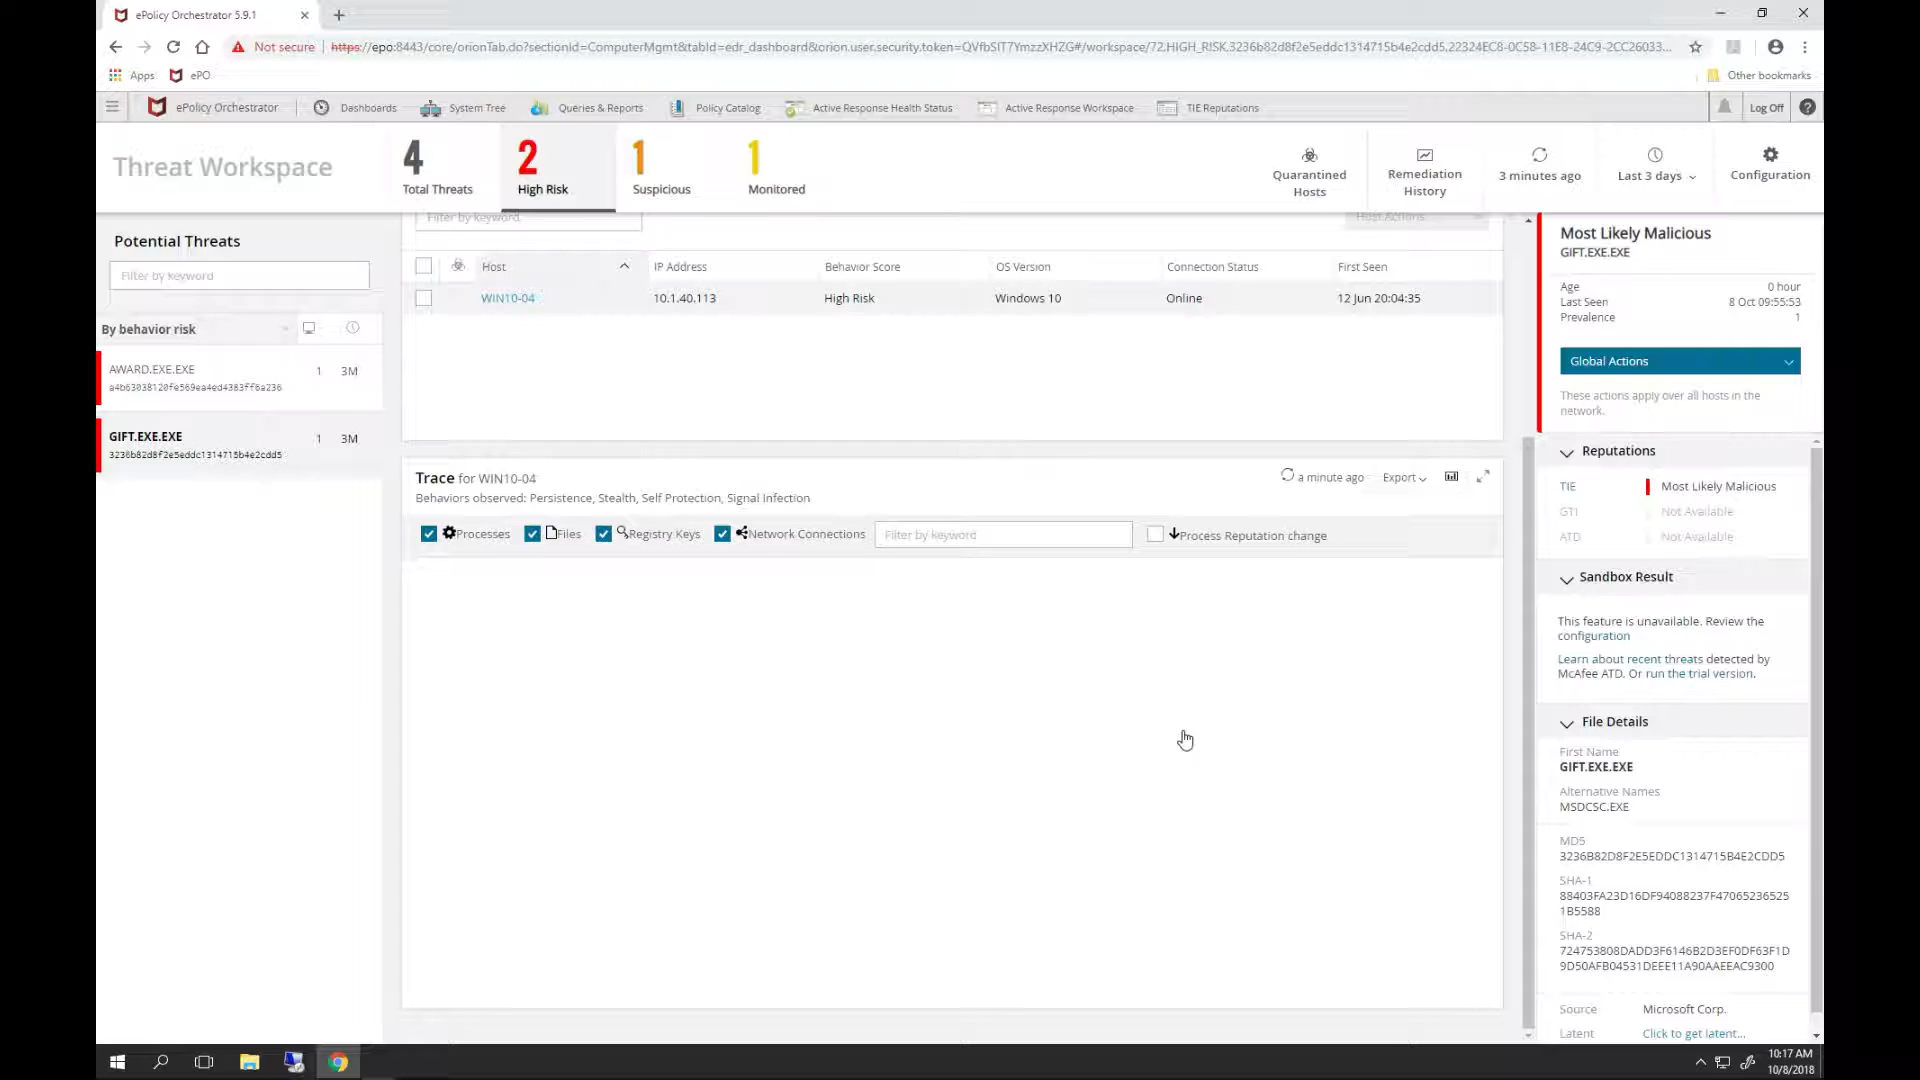 ePolicy Orchestrator 5.9.1
Not secure
https://epo:8443/core/orionTab.do?sectionId=ComputerMgmt&tabId=edr_dashboard&orion.user.security.token=QVfbSIT7YmzzXHZG#/workspace/72,HIGH_RISK,3236b82d8f2e5eddc1314715b4e2cdd5,22324EC8-0C58-11E8-24C9-2CC26033...
Apps
ePO
Other bookmarks
ePolicy Orchestrator
Dashboards
System Tree
Queries & Reports
Policy Catalog
Active Response Health Status
Active Response Workspace
TIE Reputations
Log Off
Threat Workspace
4
Total Threats
2
High Risk
1
Suspicious
1
Monitored
Quarantined
Hosts
Remediation
History
3 minutes ago
Last 3 days
Configuration
Potential Threats
Filter by keyword
By behavior risk
AWARD.EXE.EXE 1 3M
a4b63038120fe569ea4ed4383ff6a236
GIFT.EXE.EXE 1 3M
3236b82d8f2e5eddc1314715b4e2cdd5
Filter by keyword
Host Actions
Host IP Address Behavior Score OS Version Connection Status First Seen
WIN10-04 10.1.40.113 High Risk Windows 10 Online 12 Jun 20:04:35
Trace for WIN10-04
Behaviors observed: Persistence, Stealth, Self Protection, Signal Infection
a minute ago
Export
Processes
Files
Registry Keys
Network Connections
Filter by keyword
Process Reputation change
Most Likely Malicious
GIFT.EXE.EXE
Age 0 hour
Last Seen 8 Oct 09:55:53
Prevalence 1
Global Actions
These actions apply over all hosts in the
network.
Reputations
TIE Most Likely Malicious
GTI Not Available
ATD Not Available
Sandbox Result
This feature is unavailable. Review the
configuration
Learn about recent threats detected by
McAfee ATD. Or run the trial version.
File Details
First Name
GIFT.EXE.EXE
Alternative Names
MSDCSC.EXE
MD5
3236B82D8F2E5EDDC1314715B4E2CDD5
SHA-1
88403FA23D16DF94088237F47065236525
1B5588
SHA-2
724753808DADD3F6146B2D3EF0DF63F1D
9D50AFB04531DEEE11A90AAEEAC9300
Source Microsoft Corp.
Latent Click to get latent...
10:17 AM
10/8/2018